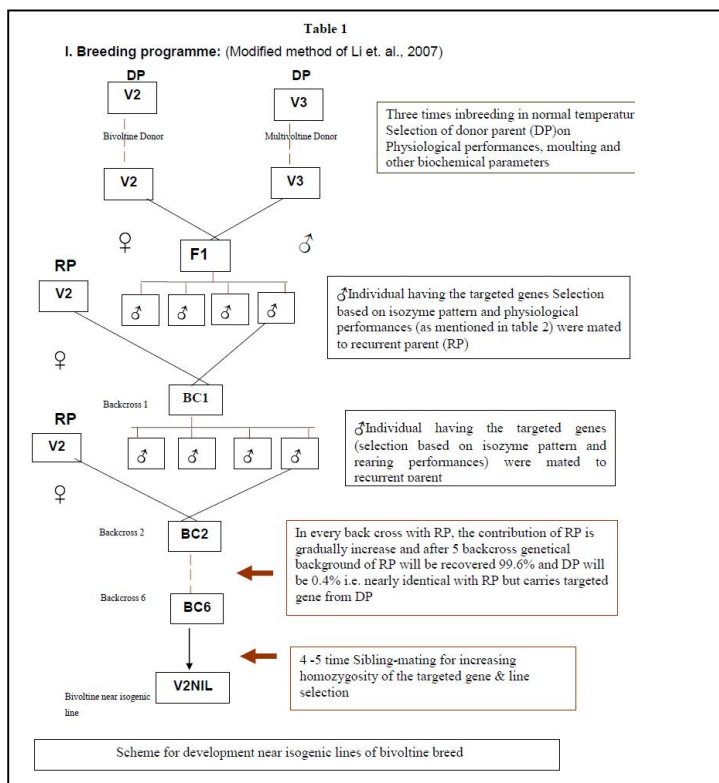 Table 1
I. Breeding programme: (Modified method of Li et. al., 2007)
DP
DP
V2
V3
Three times inbreeding in normal temperatur
Selection of donor parent (DP)on
Physiological performances, moulting and
other biochemical parameters
Bivoltine Donor
Multivoltine Donor
V2
V3
♀
F1
♂
RP
V2
♂
♂
♂
♂
♂Individual having the targeted genes Selection
based on isozyme pattern and physiological
performances (as mentioned in table 2) were mated
to recurrent parent (RP)
♀
Backcross 1
BC1
RP
V2
♂
♂
♂
♂
♂Individual having the targeted genes
(selection based on isozyme pattern and
rearing performances) were mated to
recurrent parent
♀
Backcross 2
BC2
In every back cross with RP, the contribution of RP is
gradually increase and after 5 backcross genetical
background of RP will be recovered 99.6% and DP will
be 0.4% i.e. nearly identical with RP but carries targeted
gene from DP
Backcross 6
BC6
4 -5 time Sibling-mating for increasing
homozygosity of the targeted gene & line
selection
Bivoltine near isogenic
line
V2NIL
Scheme for development near isogenic lines of bivoltine breed